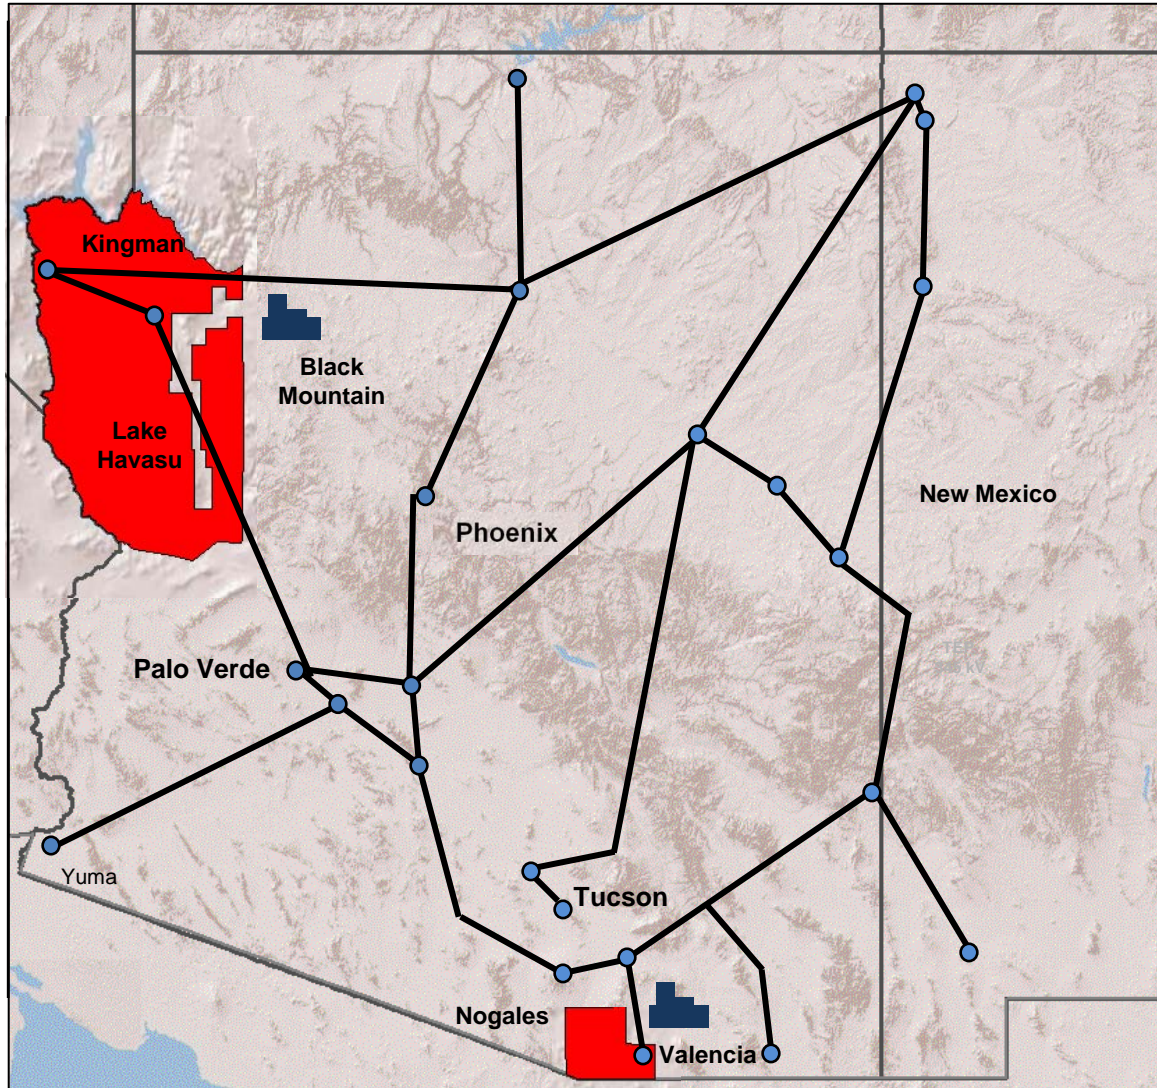 Kingman
Black
Mountain
Lake
Havasu
New Mexico
Phoenix
Palo Verde
Yuma
Tucson
Nogales
Valencia